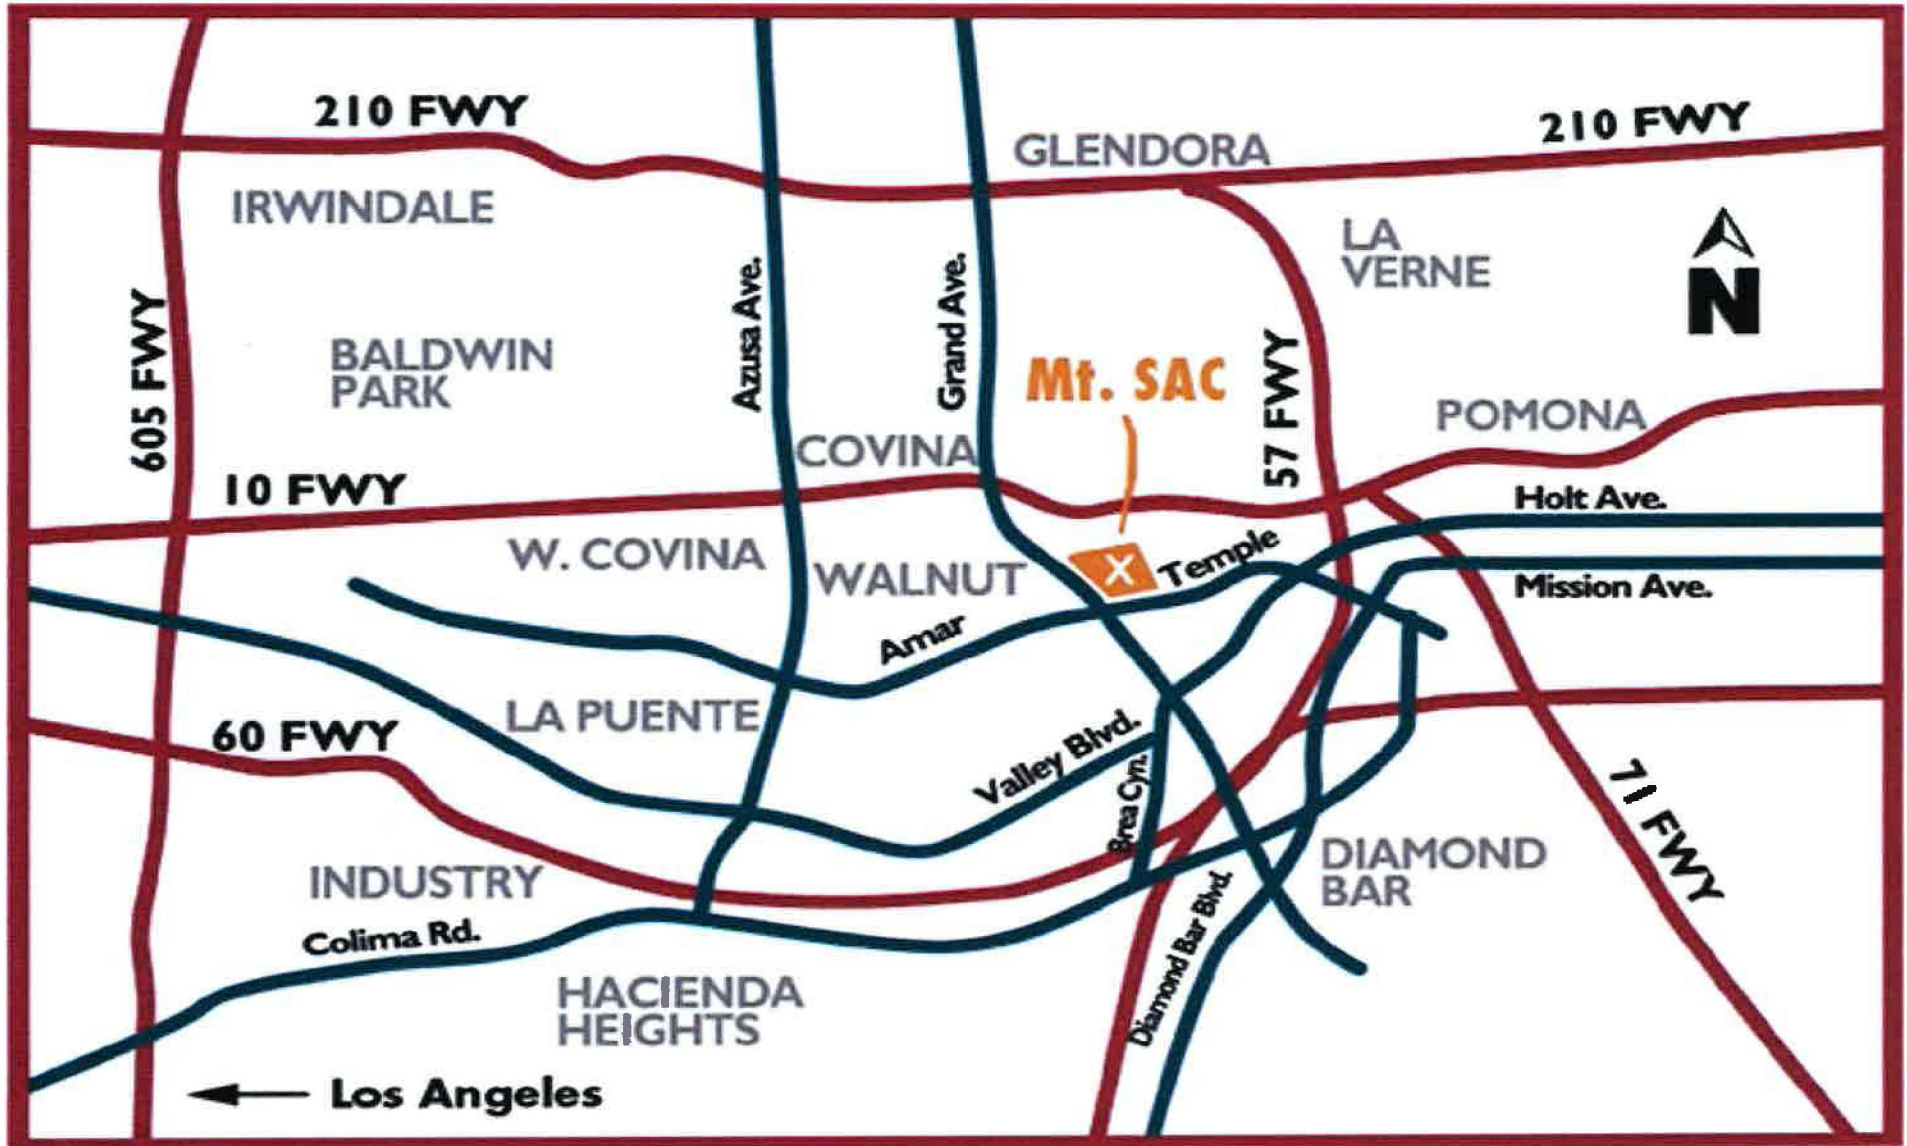 210 FWY
210 FWY
GLENDORA
IRWINDALE
LA
VERNE
N
605 FWY
BALDWIN
PARK
Azusa Ave.
Grand Ave.
Mt. SAC
57 FWY
POMONA
COVINA
10 FWY
Holt Ave.
W. COVINA
WALNUT
X
Temple
Mission Ave.
Amar
LA PUENTE
60 FWY
Valley Blvd.
Brea Cyn.
71 FWY
INDUSTRY
DIAMOND
BAR
Colima Rd.
Diamond Bar Blvd.
HACIENDA
HEIGHTS
Los Angeles